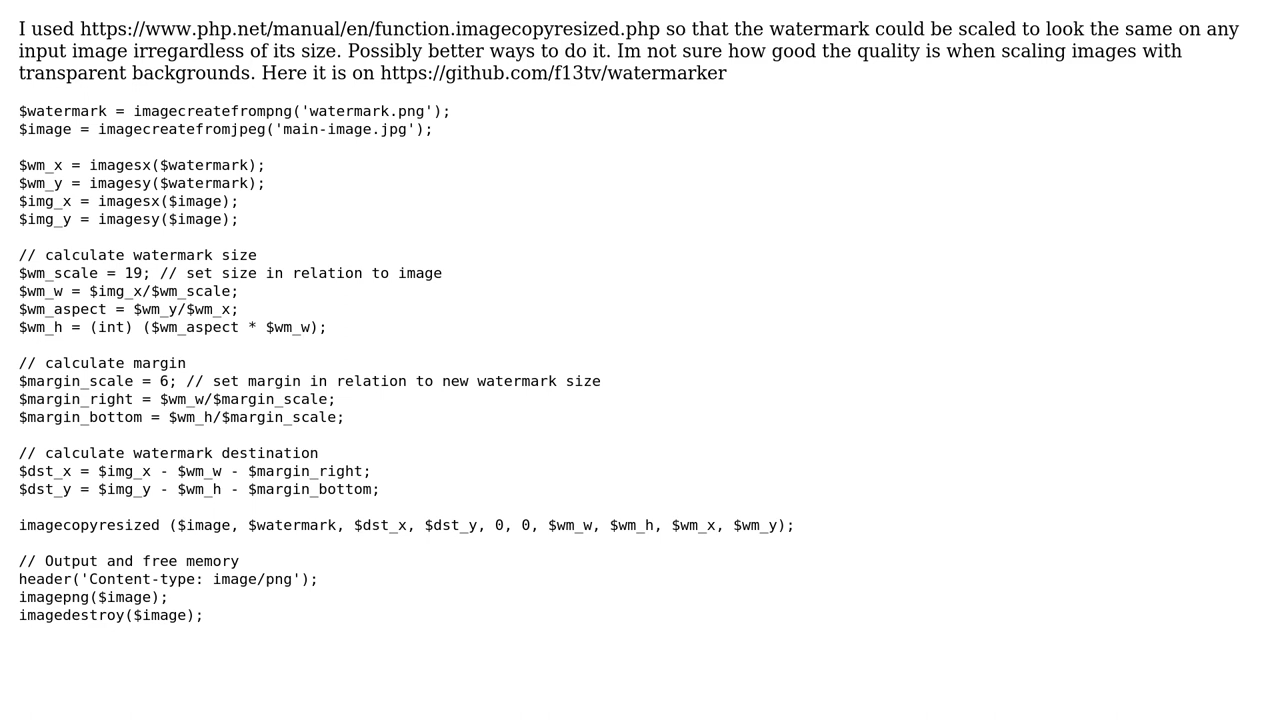 I used https://www.php.net/manual/en/function.imagecopyresized.php so that the watermark could be scaled to look the same on any
input image irregardless of its size. Possibly better ways to do it. Im not sure how good the quality is when scaling images with
transparent backgrounds. Here it is on https://github.com/f13tv/watermarker
$watermark = imagecreatefrompng('watermark.png');
$image = imagecreatefromjpeg('main-image.jpg');
$wm_x = imagesx($watermark);
$wm_y = imagesy($watermark);
$img_x = imagesx($image);
$img_y = imagesy($image);
// calculate watermark size
$wm_scale = 19; // set size in relation to image
$wm_w = $img_x/$wm_scale;
$wm_aspect = $wm_y/$wm_x;
$wm_h = (int) ($wm_aspect * $wm_w);
// calculate margin
$margin_scale = 6; // set margin in relation to new watermark size
$margin_right = $wm_w/$margin_scale;
$margin_bottom = $wm_h/$margin_scale;
// calculate watermark destination
$dst_x = $img_x - $wm_w - $margin_right;
$dst_y = $img_y - $wm_h - $margin_bottom;
imagecopyresized ($image, $watermark, $dst_x, $dst_y, 0, 0, $wm_w, $wm_h, $wm_x, $wm_y);
// Output and free memory
header('Content-type: image/png');
imagepng($image);
imagedestroy($image);